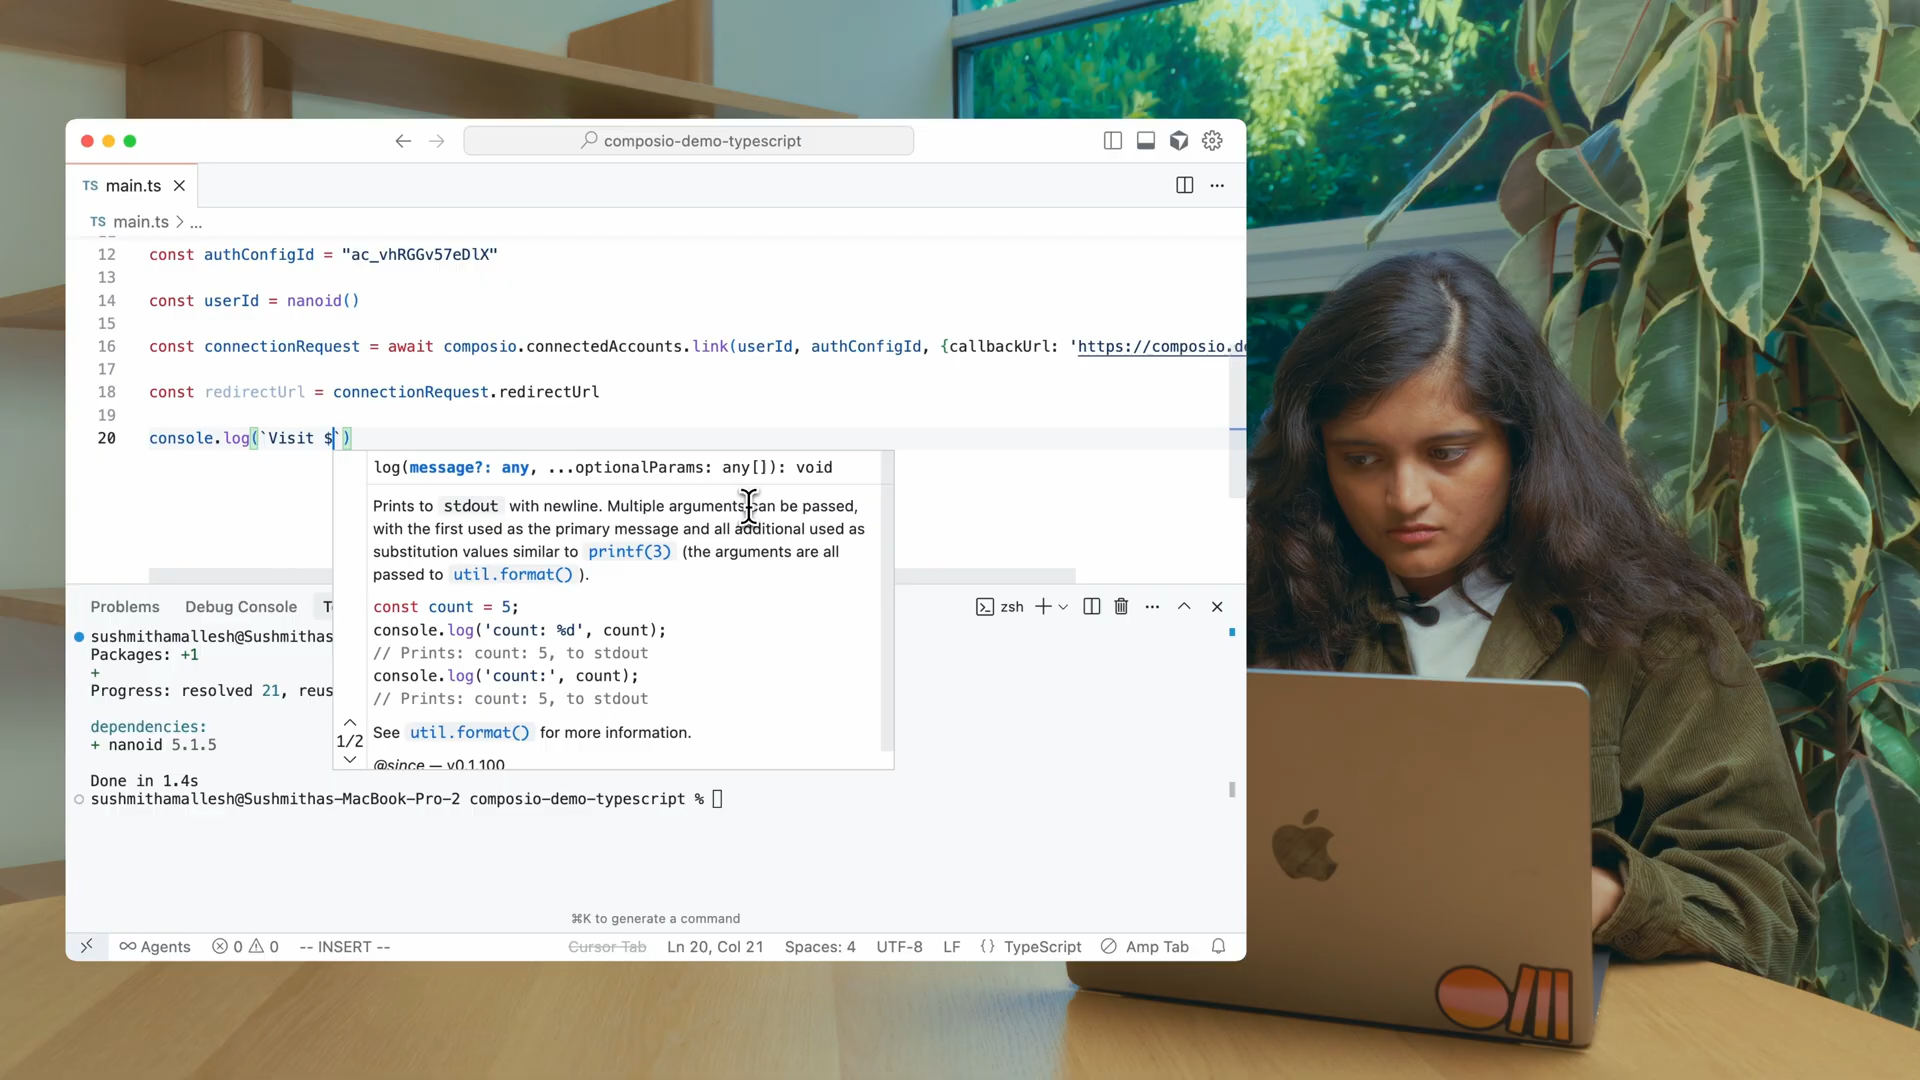 composio-demo-typescript
TS main.ts
TS main.ts > ...
12 const authConfigId = "ac_vhRGGv57eDlX"
13
14 const userId = nanoid()
15
16 const connectionRequest = await composio.connectedAccounts.link(userId, authConfigId, {callbackUrl: 'https://composio.de
17
18 const redirectUrl = connectionRequest.redirectUrl
19
20 console.log(`Visit $`)
log(message?: any, ...optionalParams: any[]): void
Prints to stdout with newline. Multiple arguments can be passed,
with the first used as the primary message and all additional used as
substitution values similar to printf(3) (the arguments are all
passed to util.format() ).
const count = 5;
console.log('count: %d', count);
// Prints: count: 5, to stdout
console.log('count:', count);
// Prints: count: 5, to stdout
1/2
See util.format() for more information.
@since — v0.1.100
Problems Debug Console T
zsh
sushmithamallesh@Sushmithas
Packages: +1
+
Progress: resolved 21, reus
dependencies:
+ nanoid 5.1.5
Done in 1.4s
sushmithamallesh@Sushmithas-MacBook-Pro-2 composio-demo-typescript %
⌘K to generate a command
Agents 0 0 -- INSERT -- Cursor Tab Ln 20, Col 21 Spaces: 4 UTF-8 LF {} TypeScript Amp Tab